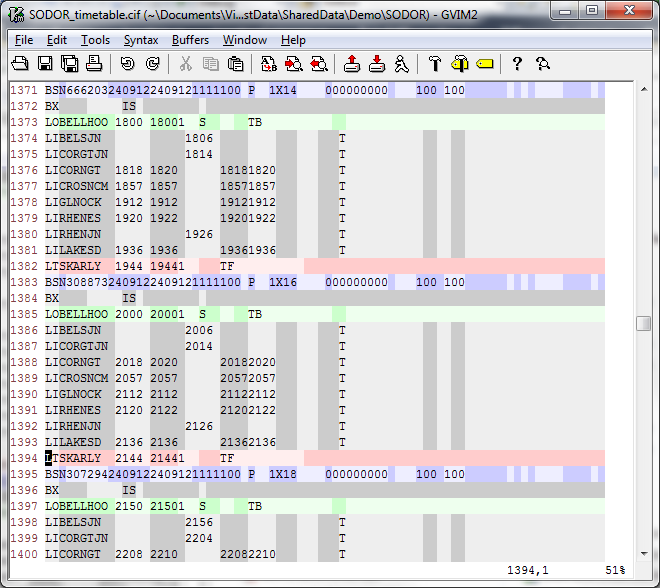 SODOR_timetable.cif (~\Documents\Vi...stData\SharedData\Demo\SODOR) - GVIM2
File Edit Tools Syntax Buffers Window Help
1371 BSN6662032409122409121111100 P  1X14    000000000    100 100
1372 BX         IS
1373 LOBELLHOO 1800 18001  S      TB
1374 LIBELSJN            1806                  T
1375 LICORGTJN           1814                  T
1376 LICORNGT  1818 1820      18181820         T
1377 LICROSNCM 1857 1857      18571857         T
1378 LIGLNOCK  1912 1912      19121912         T
1379 LIRHENES  1920 1922      19201922         T
1380 LIRHENJN            1926                  T
1381 LILAKESD  1936 1936      19361936         T
1382 LTSKARLY  1944 19441     TF
1383 BSN3088732409122409121111100 P  1X16    000000000    100 100
1384 BX         IS
1385 LOBELLHOO 2000 20001  S      TB
1386 LIBELSJN            2006                  T
1387 LICORGTJN           2014                  T
1388 LICORNGT  2018 2020      20182020         T
1389 LICROSNCM 2057 2057      20572057         T
1390 LIGLNOCK  2112 2112      21122112         T
1391 LIRHENES  2120 2122      21202122         T
1392 LIRHENJN            2126                  T
1393 LILAKESD  2136 2136      21362136         T
1394 LTSKARLY  2144 21441     TF
1395 BSN3072942409122409121111100 P  1X18    000000000    100 100
1396 BX         IS
1397 LOBELLHOO 2150 21501  S      TB
1398 LIBELSJN            2156                  T
1399 LICORGTJN           2204                  T
1400 LICORNGT  2208 2210      22082210         T
1394,1 51%